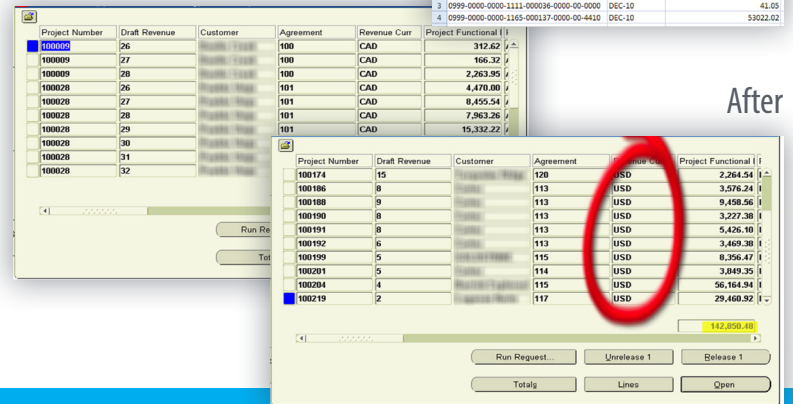 3 0999-0000-0000-1111-000036-0000-00-0000 DEC-10 41.05
4 0999-0000-0000-1165-000137-0000-00-4410 DEC-10 53022.02
Project Number Draft Revenue Customer Agreement Revenue Curr Project Functional
100009 26 100 CAD 312.62
100009 27 100 CAD 166.32
100009 28 100 CAD 2,263.95
100028 26 101 CAD 4,470.00
100028 27 101 CAD 8,455.54
100028 28 101 CAD 7,963.26
100028 29 101 CAD 15,332.22
100028 30
100028 31
100028 32
Run Re
Tot
After
Project Number Draft Revenue Customer Agreement Project Functional
100174 15 120 USD 2,264.54
100186 8 113 USD 3,576.24
100188 9 113 USD 9,458.56
100190 8 113 USD 3,227.38
100191 8 113 USD 5,426.10
100192 6 113 USD 3,469.38
100199 5 115 USD 8,356.47
100201 5 114 USD 3,849.35
100204 4 115 USD 56,164.94
100219 2 117 USD 29,460.92
142,850.48
Run Request... Unrelease 1 Release 1
Totals Lines Open